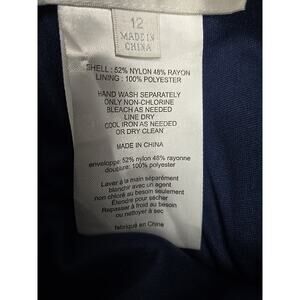 12
MADE IN
CHINA
SHELL : 52% NYLON 48% RAYON
LINING : 100% POLYESTER
HAND WASH SEPARATELY
ONLY NON-CHLORINE
BLEACH AS NEEDED
LINE DRY
COOL IRON AS NEEDED
OR DRY CLEAN
MADE IN CHINA
enveloppe: 52% nylon 48% rayonne
doublure: 100% polyester
Laver à la main séparément
blanchir avec un agent
non chloré au besoin seulement
Étendre pour sécher
Repasser à froid au besoin
ou nettoyer à sec
fabriqué en Chine